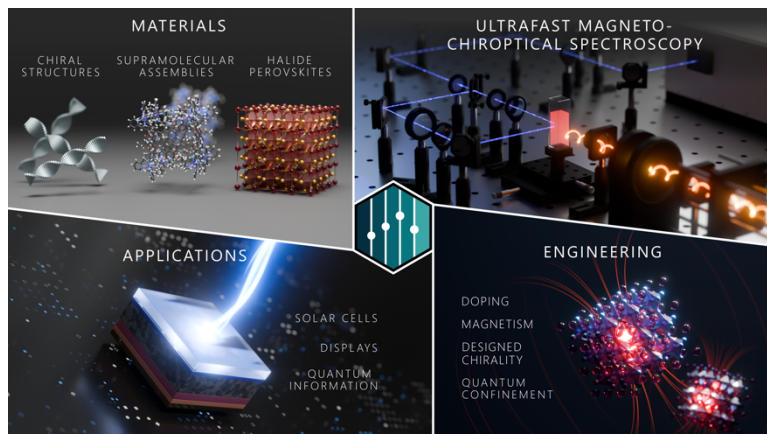 MATERIALS
CHIRAL
STRUCTURES
SUPRAMOLECULAR
ASSEMBLIES
HALIDE
PEROVSKITES
ULTRAFAST MAGNETO-
CHIROPTICAL SPECTROSCOPY
APPLICATIONS
SOLAR CELLS
DISPLAYS
QUANTUM
INFORMATION
ENGINEERING
DOPING
MAGNETISM
DESIGNED
CHIRALITY
QUANTUM
CONFINEMENT